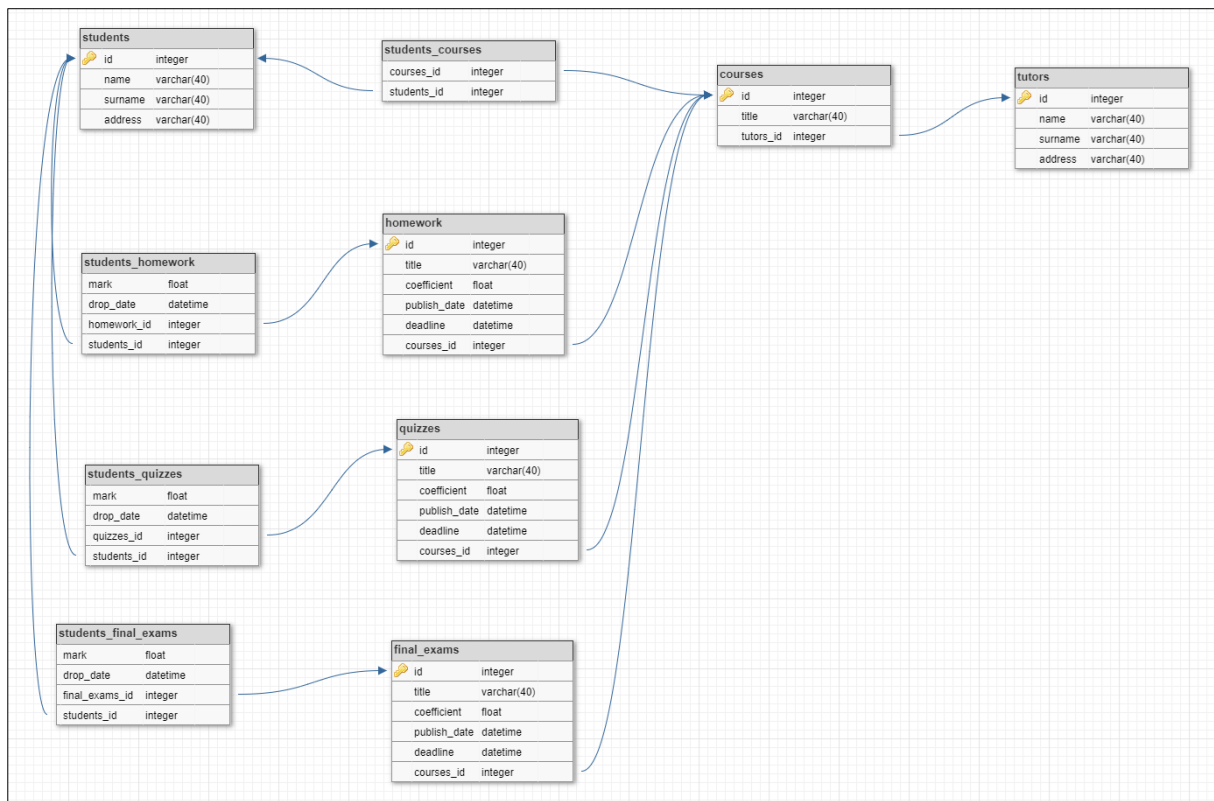 students
id integer
name varchar(40)
surname varchar(40)
address varchar(40)
students_courses
courses_id integer
students_id integer
courses
id integer
title varchar(40)
tutors_id integer
tutors
id integer
name varchar(40)
surname varchar(40)
address varchar(40)
students_homework
mark float
drop_date datetime
homework_id integer
students_id integer
homework
id integer
title varchar(40)
coefficient float
publish_date datetime
deadline datetime
courses_id integer
students_quizzes
mark float
drop_date datetime
quizzes_id integer
students_id integer
quizzes
id integer
title varchar(40)
coefficient float
publish_date datetime
deadline datetime
courses_id integer
students_final_exams
mark float
drop_date datetime
final_exams_id integer
students_id integer
final_exams
id integer
title varchar(40)
coefficient float
publish_date datetime
deadline datetime
courses_id integer